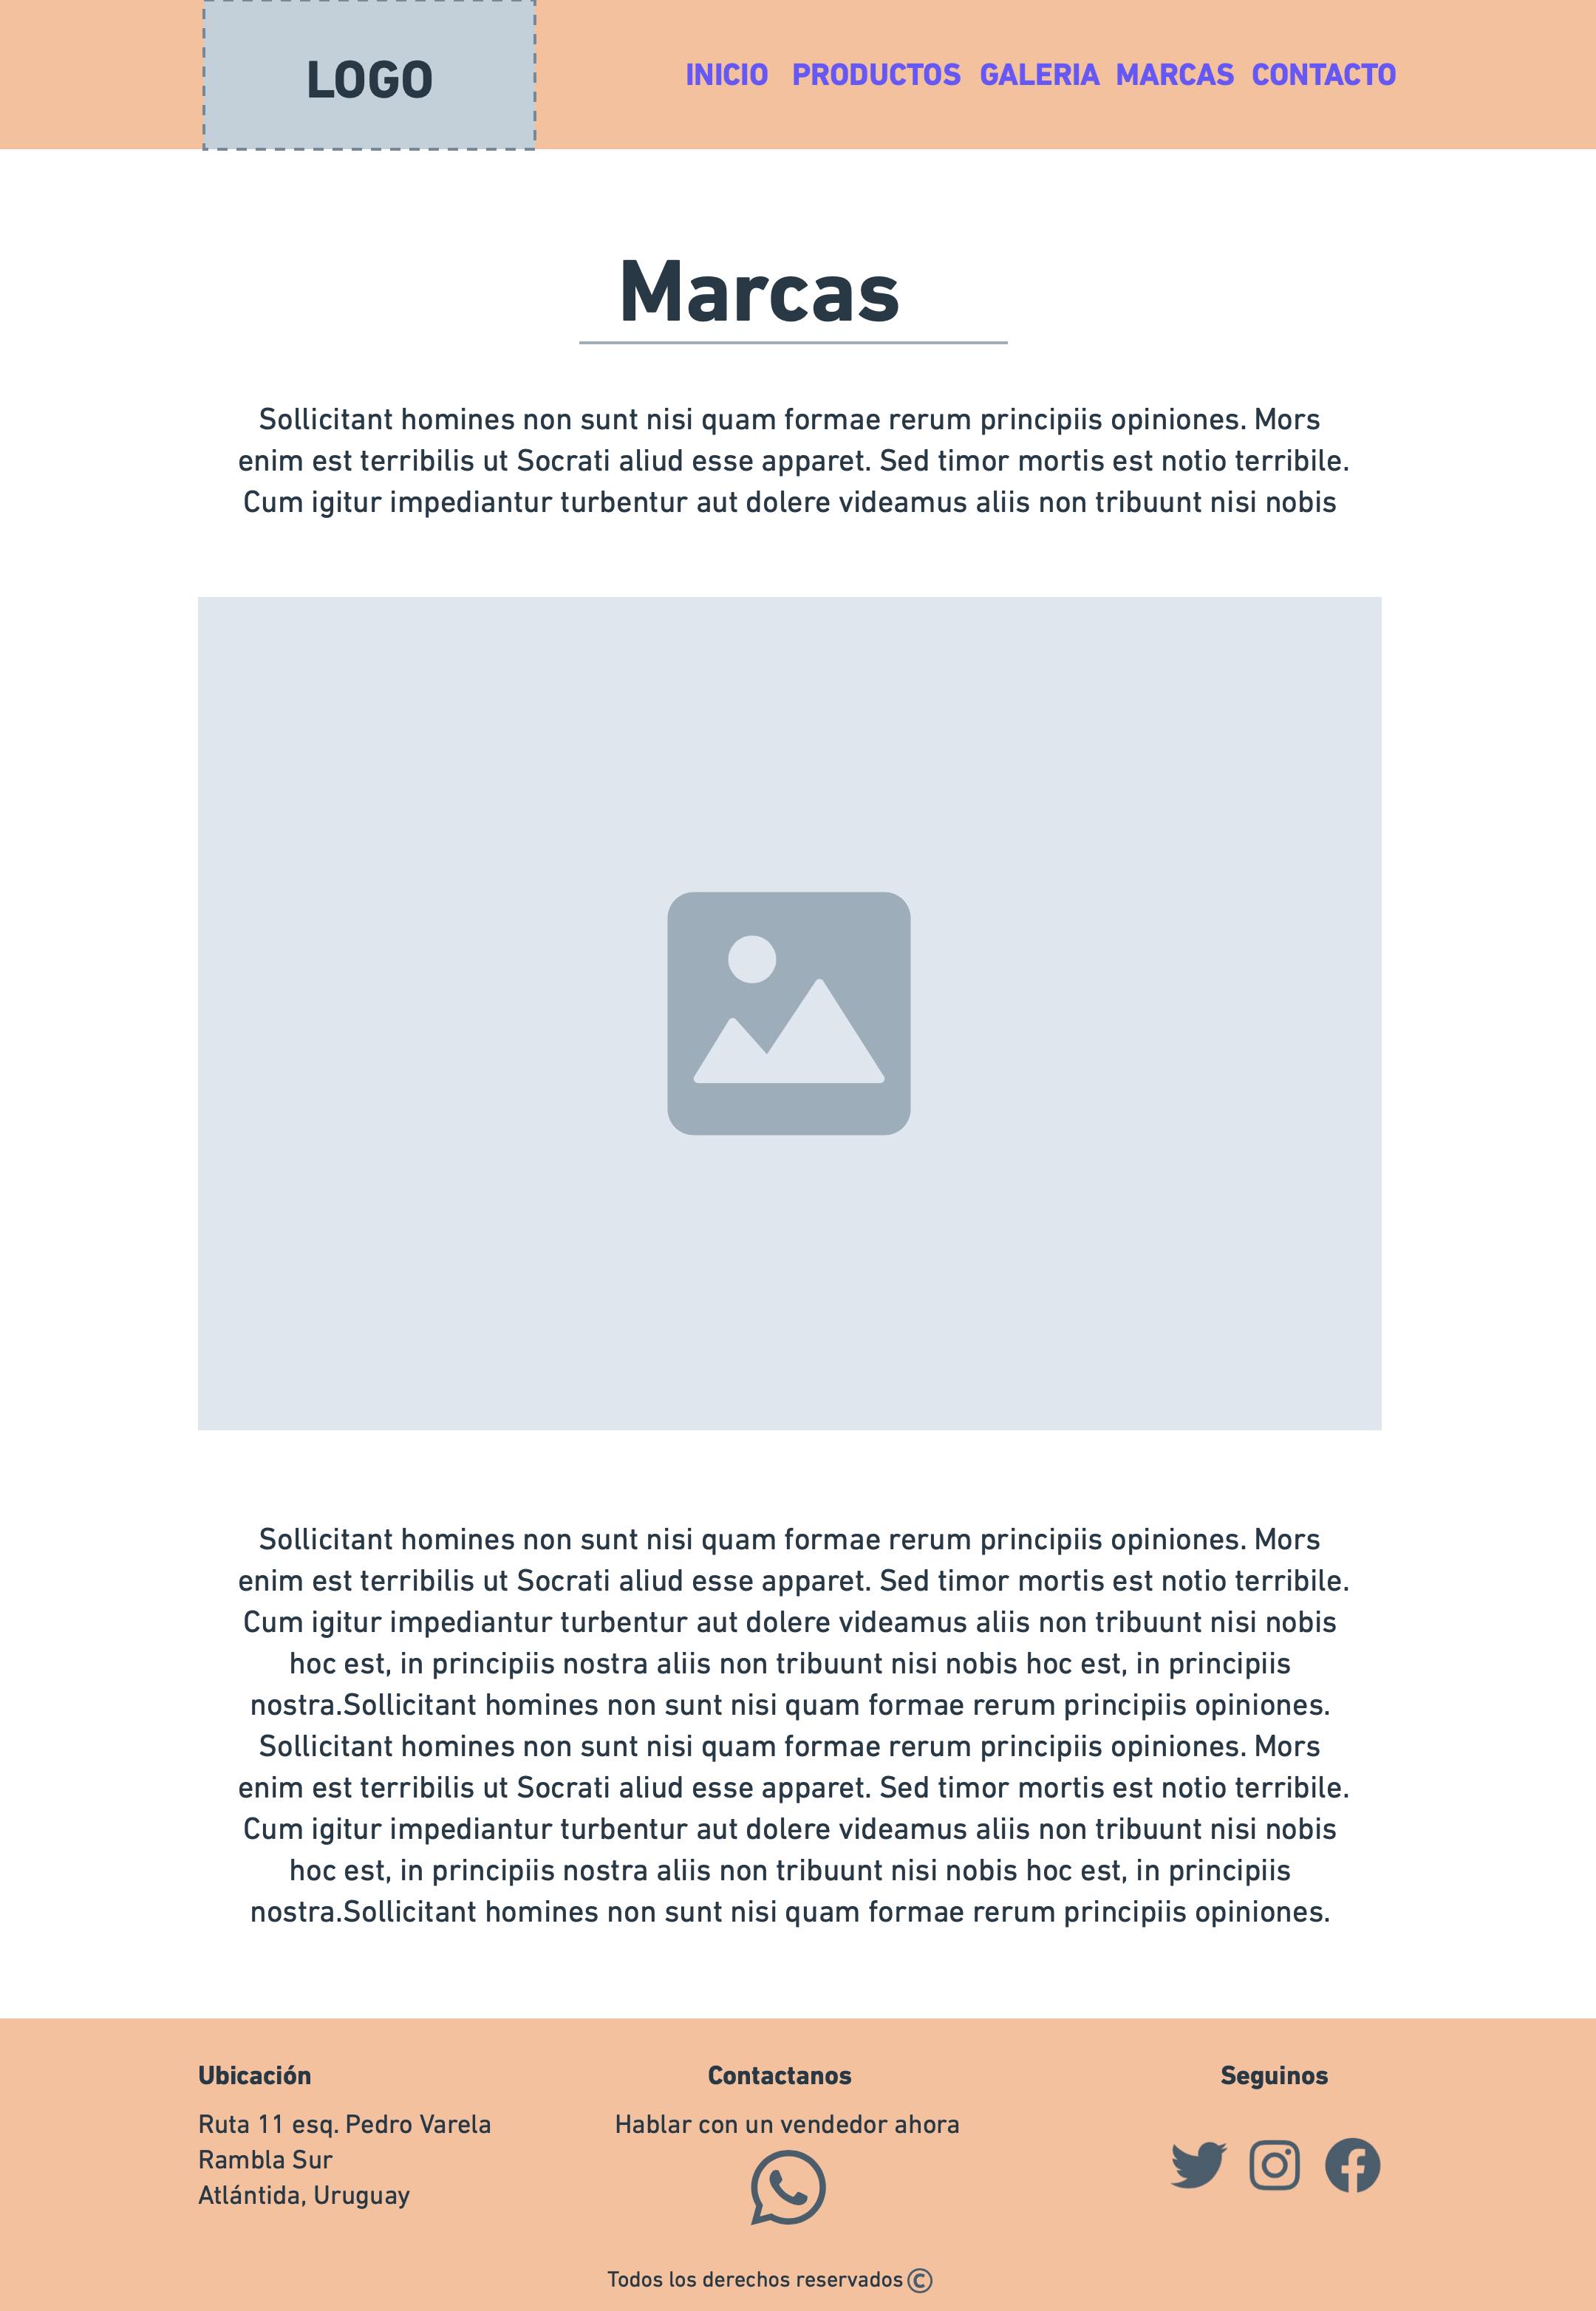 LOGO
INICIO PRODUCTOS GALERIA MARCAS CONTACTO
Marcas
Sollicitant homines non sunt nisi quam formae rerum principiis opiniones. Mors
enim est terribilis ut Socrati aliud esse apparet. Sed timor mortis est notio terribile.
Cum igitur impediantur turbentur aut dolere videamus aliis non tribuunt nisi nobis
Sollicitant homines non sunt nisi quam formae rerum principiis opiniones. Mors
enim est terribilis ut Socrati aliud esse apparet. Sed timor mortis est notio terribile.
Cum igitur impediantur turbentur aut dolere videamus aliis non tribuunt nisi nobis
hoc est, in principiis nostra aliis non tribuunt nisi nobis hoc est, in principiis
nostra.Sollicitant homines non sunt nisi quam formae rerum principiis opiniones.
Sollicitant homines non sunt nisi quam formae rerum principiis opiniones. Mors
enim est terribilis ut Socrati aliud esse apparet. Sed timor mortis est notio terribile.
Cum igitur impediantur turbentur aut dolere videamus aliis non tribuunt nisi nobis
hoc est, in principiis nostra aliis non tribuunt nisi nobis hoc est, in principiis
nostra.Sollicitant homines non sunt nisi quam formae rerum principiis opiniones.
Ubicación
Ruta 11 esq. Pedro Varela
Rambla Sur
Atlántida, Uruguay
Contactanos
Hablar con un vendedor ahora
Seguinos
Todos los derechos reservados ©